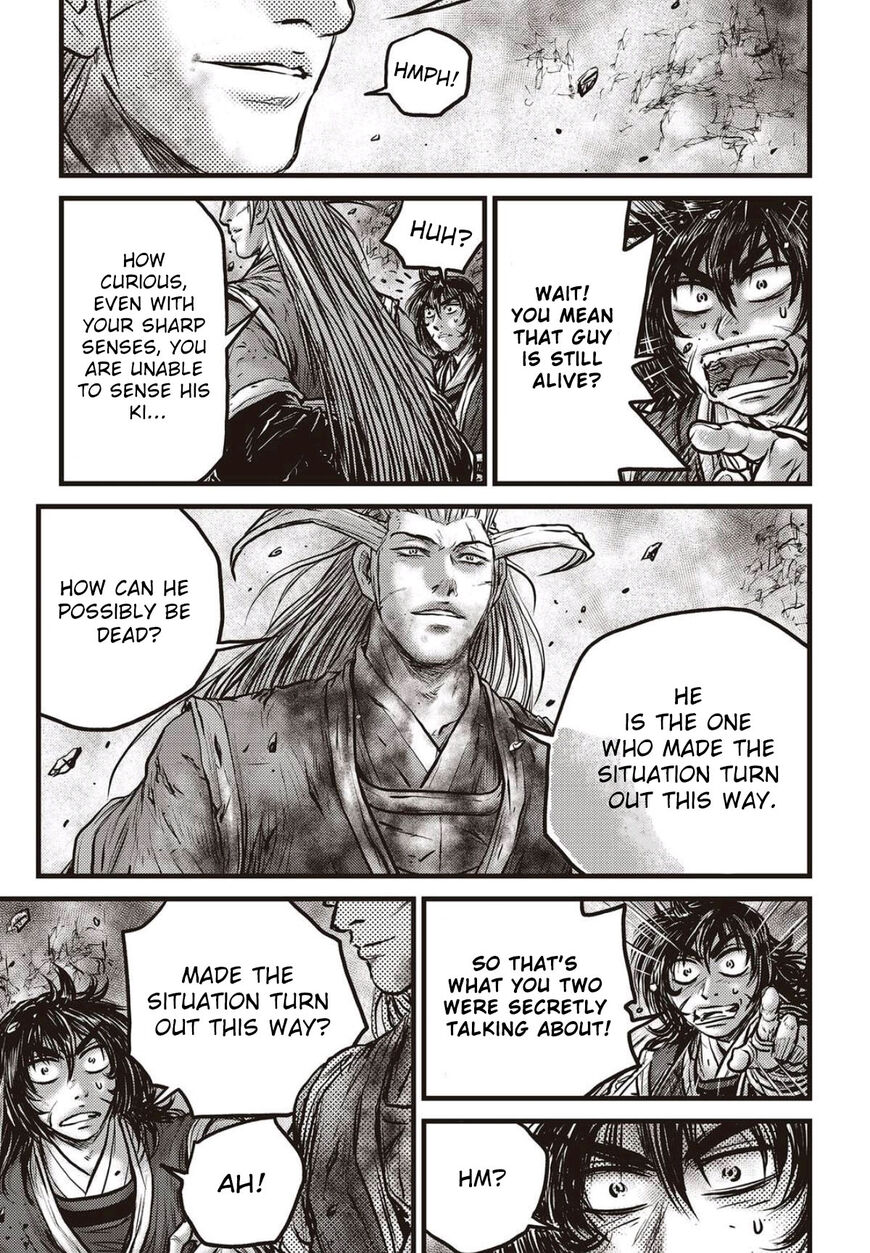 HMPH!
HOW
CURIOUS,
EVEN WITH
YOUR SHARP
SENSES, YOU
ARE UNABLE
TO SENSE HIS
KI...
HUH?
WAIT!
YOU MEAN
THAT GUY
IS STILL
ALIVE?
HOW CAN HE
POSSIBLY BE
DEAD?
HE
IS THE ONE
WHO MADE THE
SITUATION TURN
OUT THIS WAY.
MADE THE
SITUATION TURN
OUT THIS WAY?
AH!
SO THAT'S
WHAT YOU TWO
WERE SECRETLY
TALKING ABOUT!
HM?